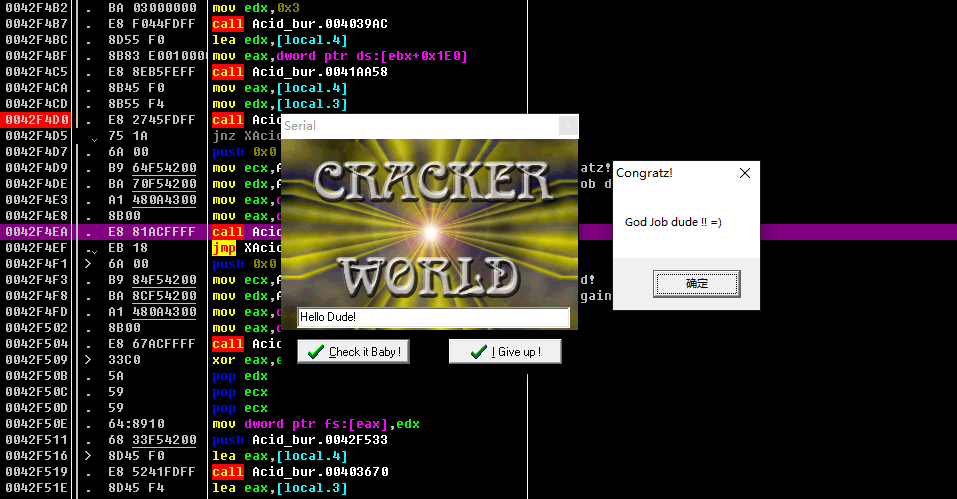 0042F4B2 . BA 03000000 mov edx,0x3
0042F4B7 . E8 F044FDFF call Acid_bur.004039AC
0042F4BC . 8D55 F0 lea edx,[local.4]
0042F4BF . 8B83 E0010000 mov eax,dword ptr ds:[ebx+0x1E0]
0042F4C5 . E8 8EB5FEFF call Acid_bur.0041AA58
0042F4CA . 8B45 F0 mov eax,[local.4]
0042F4CD . 8B55 F4 mov edx,[local.3]
0042F4D0 . E8 2745FDFF call Acid
0042F4D5 . 75 1A jnz XAcid
0042F4D7 . 6A 00 push 0x0
0042F4D9 . B9 64F54200 mov ecx,A atz!
0042F4DE . BA 70F54200 mov edx,A ob d
0042F4E3 . A1 480A4300 mov eax,
0042F4E8 . 8B00 mov eax,
0042F4EA . E8 81ACFFFF call Acid
0042F4EF . EB 18 jmp XAcid
0042F4F1 > 6A 00 push 0x0
0042F4F3 . B9 84F54200 mov ecx,A d!
0042F4F8 . BA 8CF54200 mov edx,A gain
0042F4FD . A1 480A4300 mov eax,
0042F502 . 8B00 mov eax,
0042F504 . E8 67ACFFFF call Acid
0042F509 > 33C0 xor eax,e
0042F50B . 5A pop edx
0042F50C . 59 pop ecx
0042F50D . 59 pop ecx
0042F50E . 64:8910 mov dword ptr fs:[eax],edx
0042F511 . 68 33F54200 push Acid_bur.0042F533
0042F516 > 8D45 F0 lea eax,[local.4]
0042F519 . E8 5241FDFF call Acid_bur.00403670
0042F51E . 8D45 F4 lea eax,[local.3]
Serial
CRACKER
WORLD
Hello Dude!
Check it Baby !
I Give up !
Congratz!
God Job dude !! =)
确定